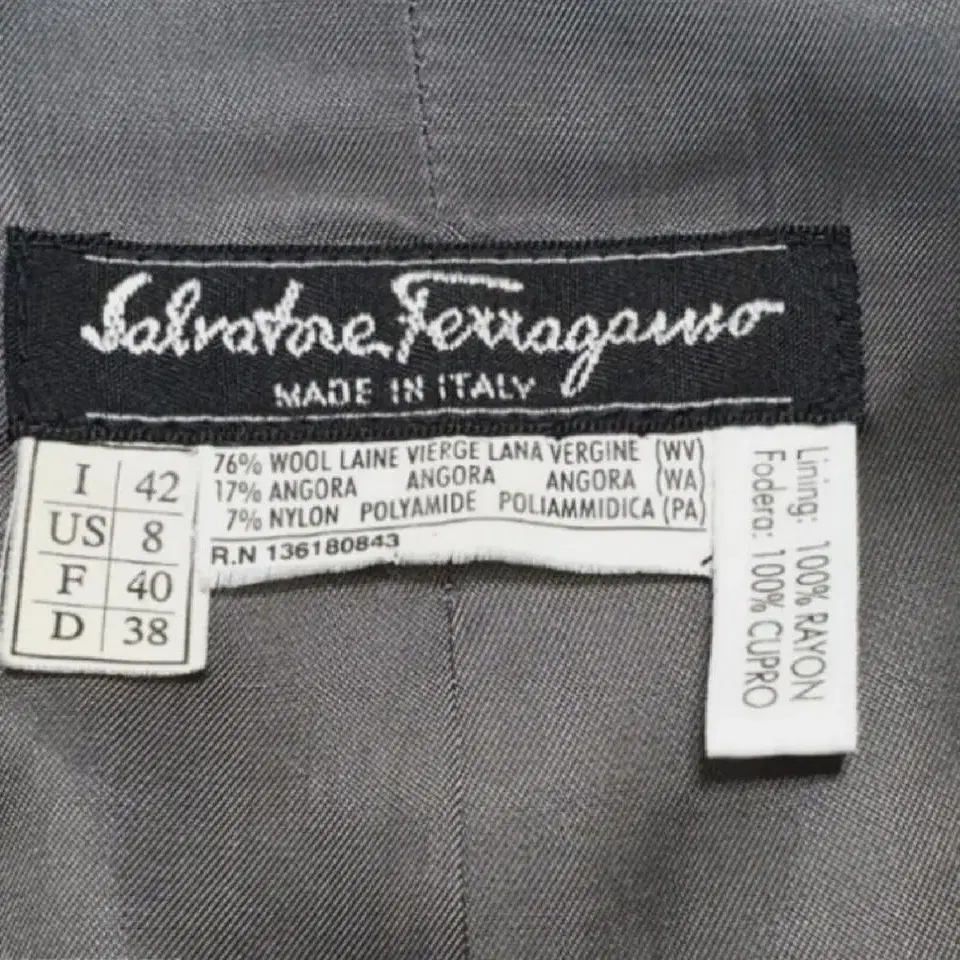 Salvatore Ferragamo
MADE IN ITALY
I 42
US 8
F 40
D 38
76% WOOL LAINE VIERGE LANA VERGINE (WV)
17% ANGORA ANGORA ANGORA (WA)
7% NYLON POLYAMIDE POLIAMMIDICA (PA)
R.N 136180843
Lining: 100% RAYON
Fodera: 100% CUPRO